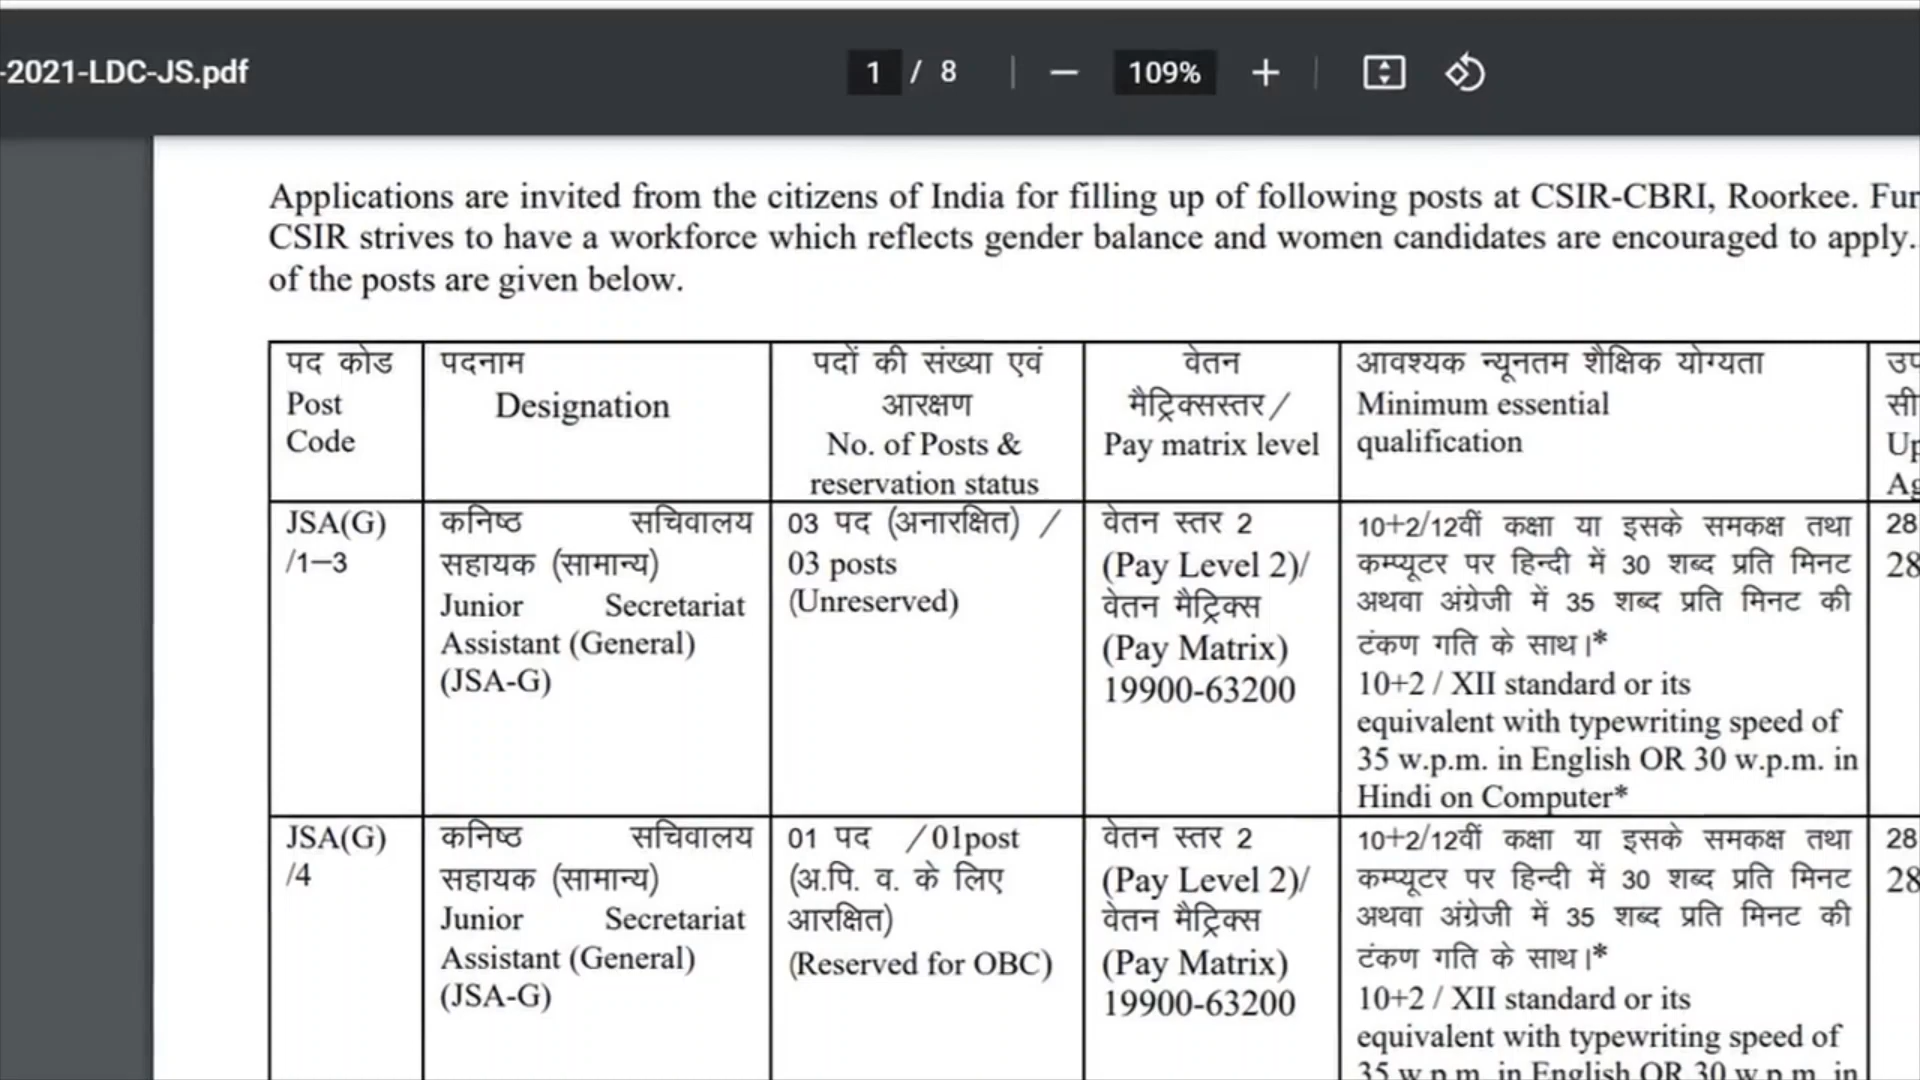 -2021-LDC-JS.pdf
1 / 8
109%
Applications are invited from the citizens of India for filling up of following posts at CSIR-CBRI, Roorkee.
CSIR strives to have a workforce which reflects gender balance and women candidates are encouraged to apply.
of the posts are given below.
पद कोड
Post
Code
पदनाम
Designation
पदों की संख्या एवं
आरक्षण
No. of Posts &
reservation status
वेतन
मैट्रिक्सस्तर /
Pay matrix level
आवश्यक न्यूनतम शैक्षिक योग्यता
Minimum essential
qualification
JSA(G)
/1–3
कनिष्ठ सचिवालय
सहायक (सामान्य)
Junior Secretariat
Assistant (General)
(JSA-G)
03 पद (अनारक्षित) /
03 posts
(Unreserved)
वेतन स्तर 2
(Pay Level 2)/
वेतन मैट्रिक्स
(Pay Matrix)
19900-63200
10+2/12वीं कक्षा या इसके समकक्ष तथा
कम्प्यूटर पर हिन्दी में 30 शब्द प्रति मिनट
अथवा अंग्रेजी में 35 शब्द प्रति मिनट की
टंकण गति के साथ।*
10+2 / XII standard or its
equivalent with typewriting speed of
35 w.p.m. in English OR 30 w.p.m. in
Hindi on Computer*
28
28
JSA(G)
/4
कनिष्ठ सचिवालय
सहायक (सामान्य)
Junior Secretariat
Assistant (General)
(JSA-G)
01 पद /01post
(अ.पि. व. के लिए
आरक्षित)
(Reserved for OBC)
वेतन स्तर 2
(Pay Level 2)/
वेतन मैट्रिक्स
(Pay Matrix)
19900-63200
10+2/12वीं कक्षा या इसके समकक्ष तथा
कम्प्यूटर पर हिन्दी में 30 शब्द प्रति मिनट
अथवा अंग्रेजी में 35 शब्द प्रति मिनट की
टंकण गति के साथ।*
10+2 / XII standard or its
equivalent with typewriting speed of
35 w.p.m. in English OR 30 w.p.m. in
28
28